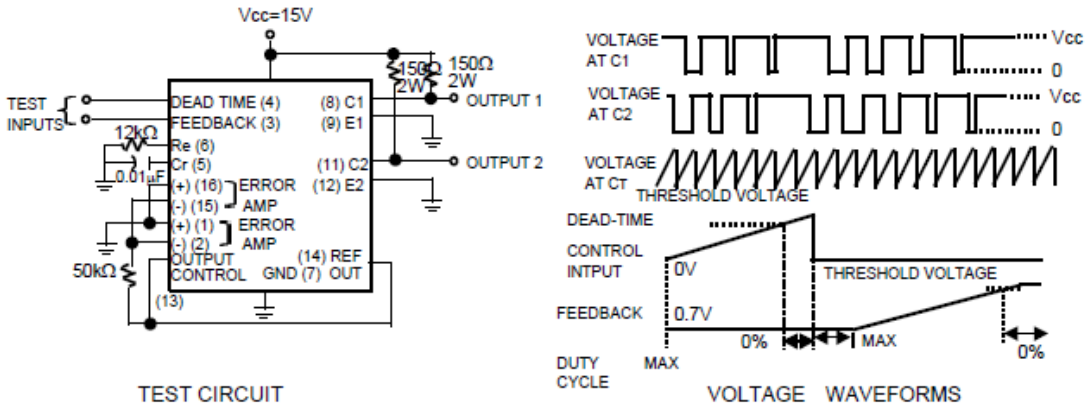 Vcc=15V
150Ω
2W
150Ω
2W
TEST
INPUTS
DEAD TIME (4)
FEEDBACK (3)
12kΩ
Re (6)
Cr (5)
0.01µF
(+) (16)
(-) (15)
ERROR
AMP
(+) (1)
(-) (2)
ERROR
AMP
OUTPUT
CONTROL
50kΩ
(13)
(8) C1
(9) E1
(11) C2
(12) E2
(14) REF
OUT
GND (7)
OUTPUT 1
OUTPUT 2
TEST CIRCUIT
VOLTAGE
AT C1
Vcc
0
VOLTAGE
AT C2
Vcc
0
VOLTAGE
AT CT
THRESHOLD VOLTAGE
DEAD-TIME
CONTROL
INTPUT
0V
THRESHOLD VOLTAGE
FEEDBACK
0.7V
0%
MAX
0%
DUTY
CYCLE
MAX
VOLTAGE WAVEFORMS